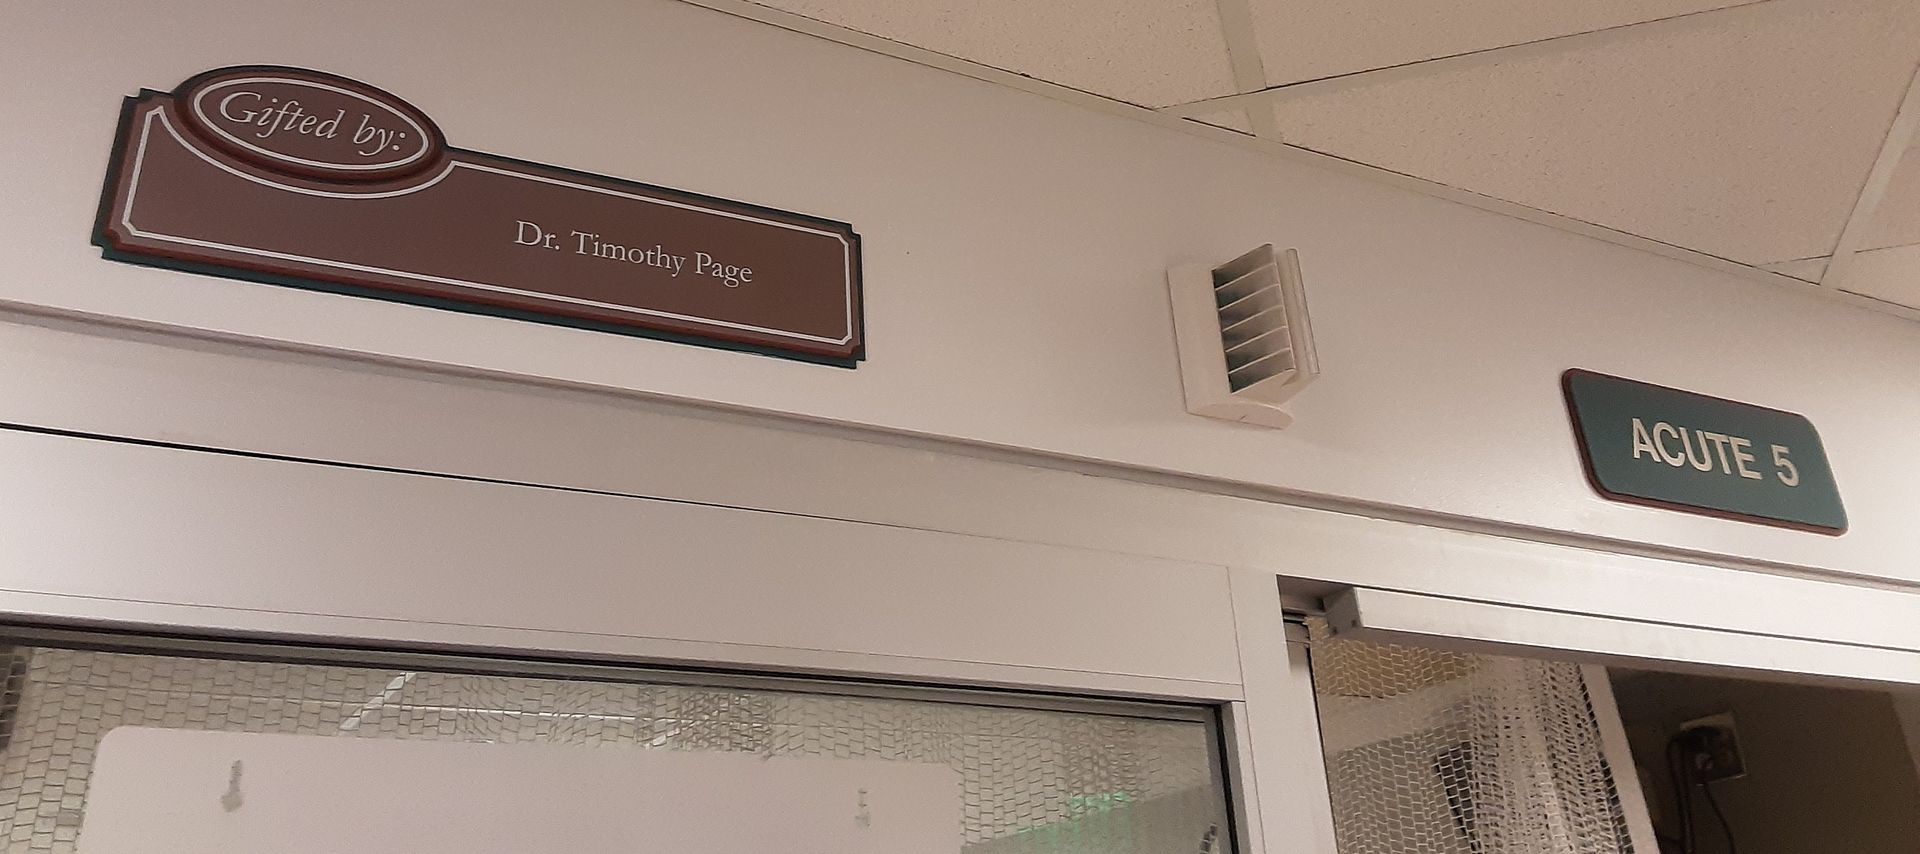 Gifted by:
Dr. Timothy Page
ACUTE 5